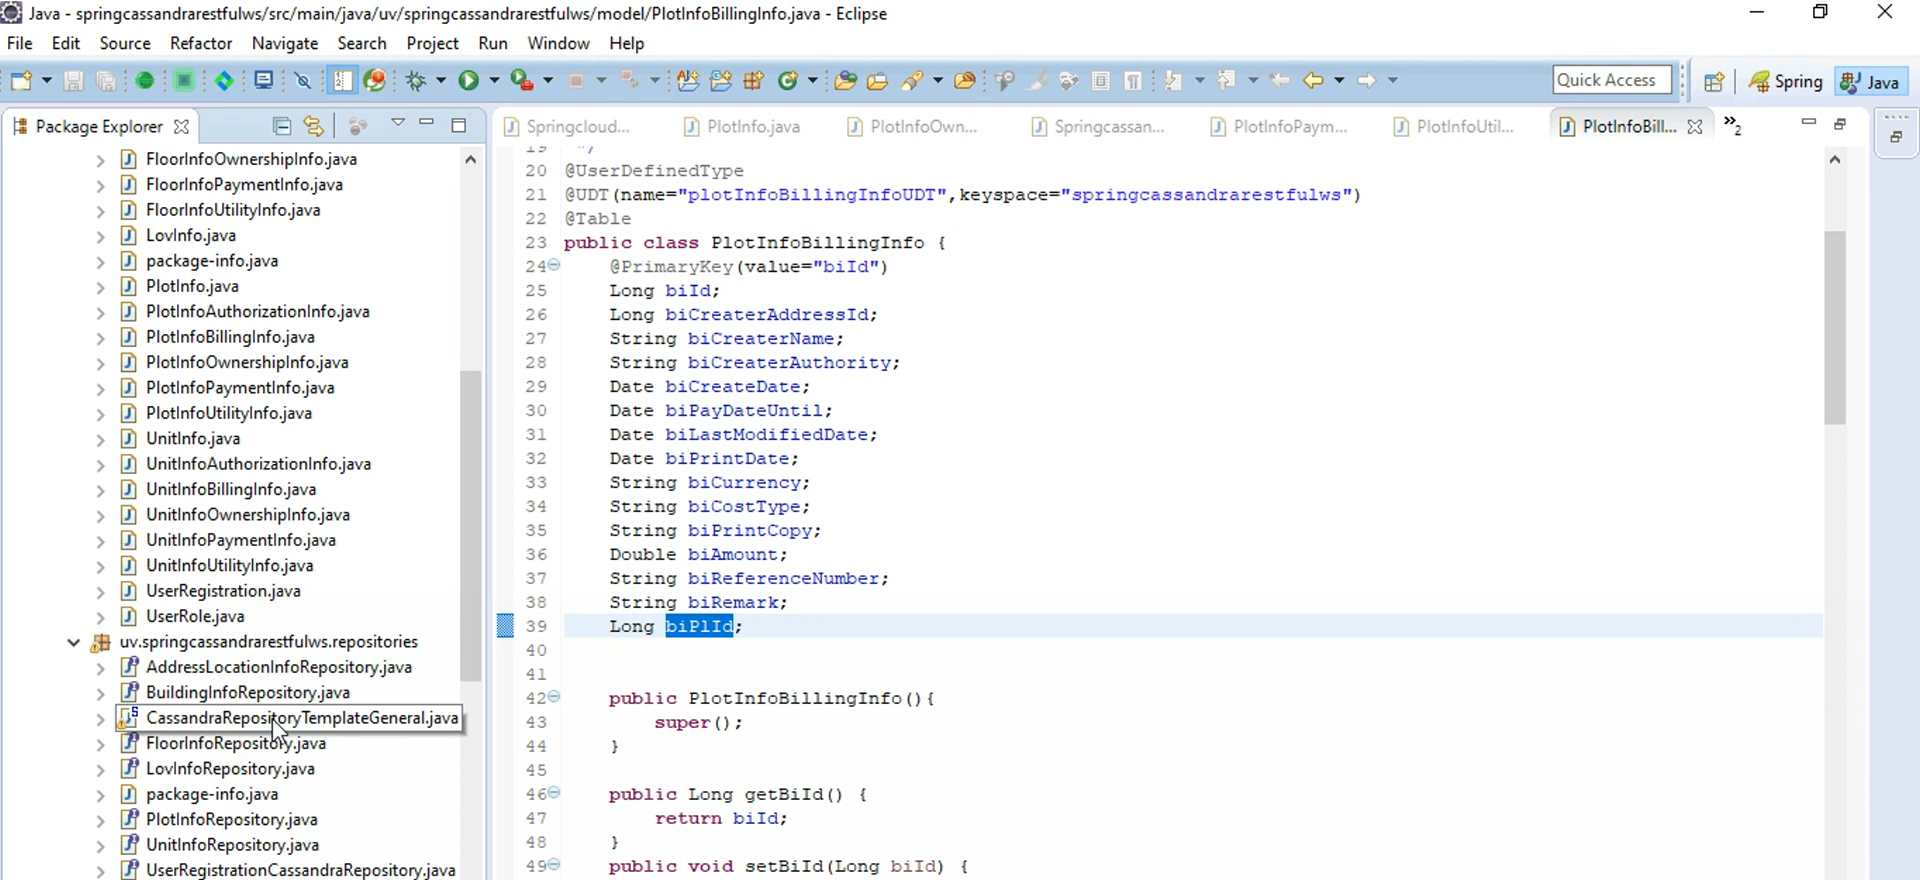 Java - springcassandrarestfulws/src/main/java/uv/springcassandrarestfulws/model/PlotInfoBillingInfo.java - Eclipse
File Edit Source Refactor Navigate Search Project Run Window Help
Quick Access Spring Java
Package Explorer
Springcloud... PlotInfo.java PlotInfoOwn... Springcassan... PlotInfoPaym... PlotInfoUtil... PlotInfoBill... »2
FloorInfoOwnershipInfo.java
FloorInfoPaymentInfo.java
FloorInfoUtilityInfo.java
LovInfo.java
package-info.java
PlotInfo.java
PlotInfoAuthorizationInfo.java
PlotInfoBillingInfo.java
PlotInfoOwnershipInfo.java
PlotInfoPaymentInfo.java
PlotInfoUtilityInfo.java
UnitInfo.java
UnitInfoAuthorizationInfo.java
UnitInfoBillingInfo.java
UnitInfoOwnershipInfo.java
UnitInfoPaymentInfo.java
UnitInfoUtilityInfo.java
UserRegistration.java
UserRole.java
uv.springcassandrarestfulws.repositories
AddressLocationInfoRepository.java
BuildingInfoRepository.java
CassandraRepositoryTemplateGeneral.java
FloorInfoRepository.java
LovInfoRepository.java
package-info.java
PlotInfoRepository.java
UnitInfoRepository.java
UserRegistrationCassandraRepository.java
19 */
20 @UserDefinedType
21 @UDT(name="plotInfoBillingInfoUDT",keyspace="springcassandrarestfulws")
22 @Table
23 public class PlotInfoBillingInfo {
24 @PrimaryKey(value="biId")
25 Long biId;
26 Long biCreaterAddressId;
27 String biCreaterName;
28 String biCreaterAuthority;
29 Date biCreateDate;
30 Date biPayDateUntil;
31 Date biLastModifiedDate;
32 Date biPrintDate;
33 String biCurrency;
34 String biCostType;
35 String biPrintCopy;
36 Double biAmount;
37 String biReferenceNumber;
38 String biRemark;
39 Long biPlId;
40
41
42 public PlotInfoBillingInfo(){
43 super();
44 }
45
46 public Long getBiId() {
47 return biId;
48 }
49 public void setBiId(Long biId) {